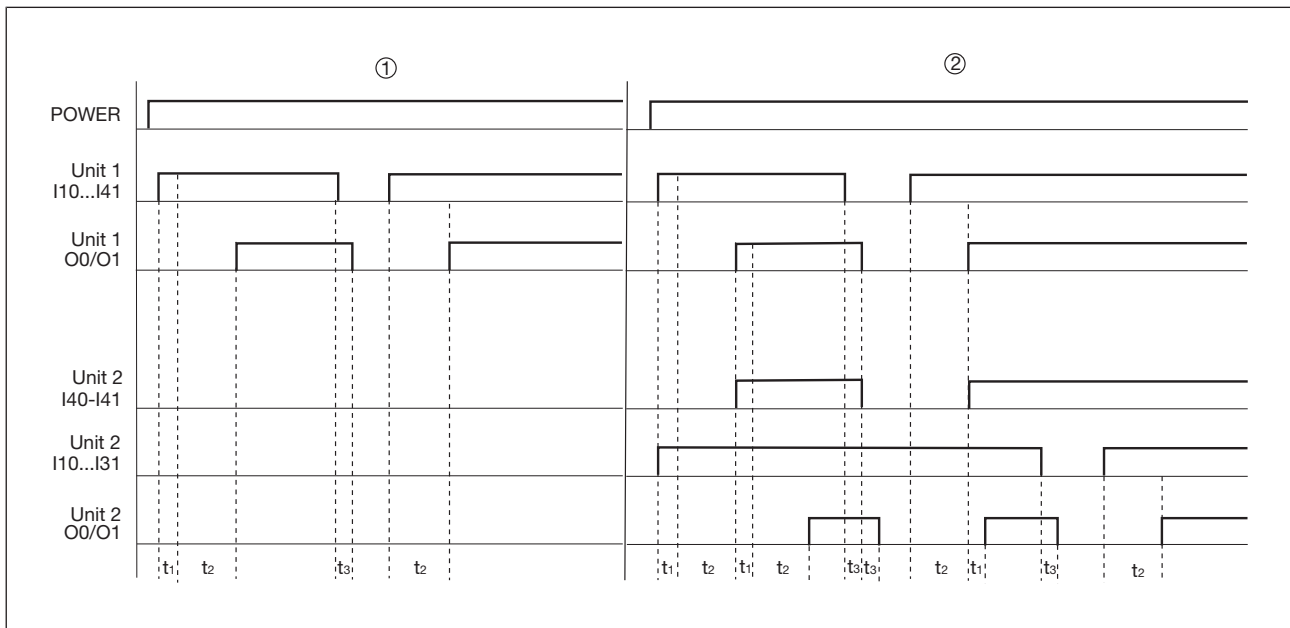 ① ②
POWER
Unit 1
I10...I41
Unit 1
O0/O1
Unit 2
I40-I41
Unit 2
I10...I31
Unit 2
O0/O1
t1 t2 t3 t2 t1 t2 t1 t2 t3 t3 t2 t1 t3 t2